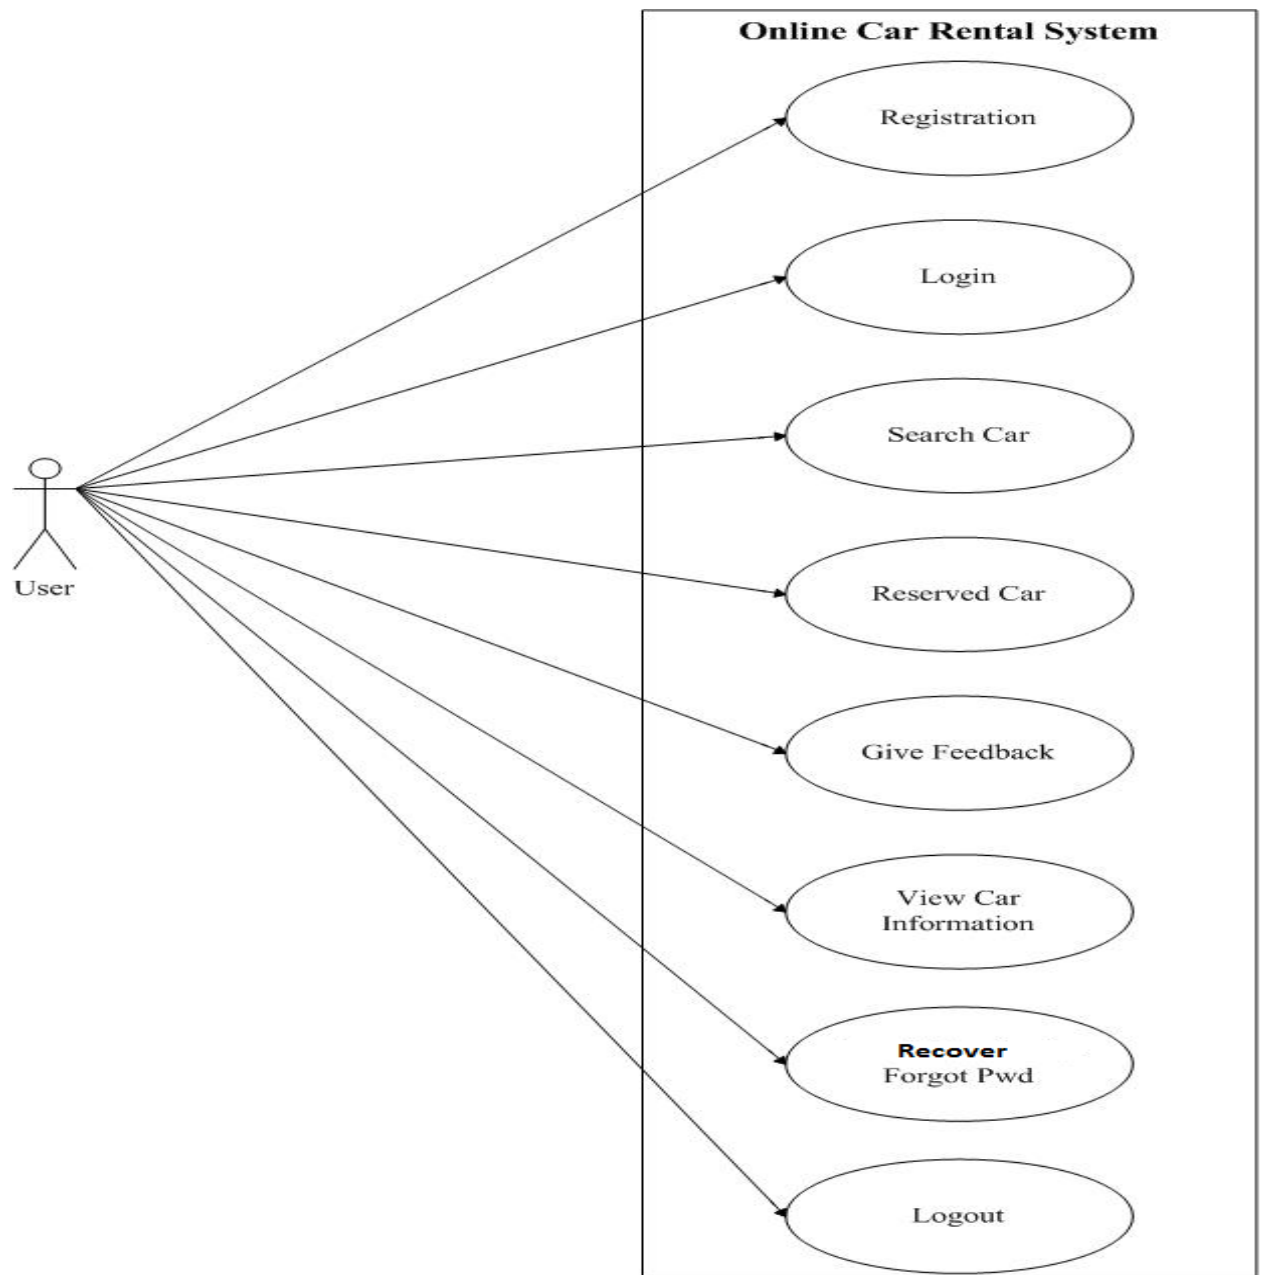 Online Car Rental System
Registration
Login
Search Car
User
Reserved Car
Give Feedback
View Car
Information
Recover
Forgot Pwd
Logout